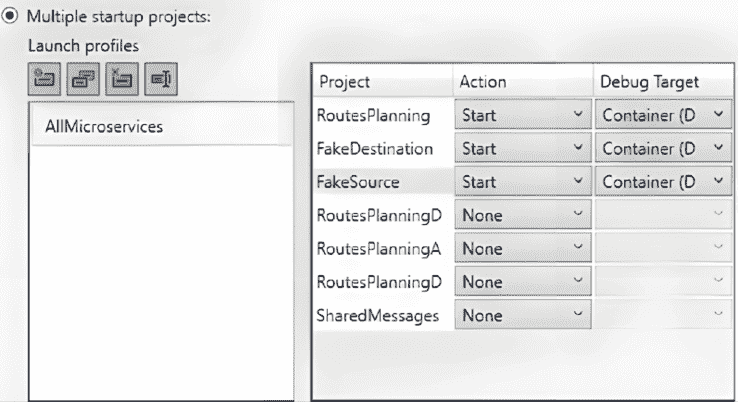 Multiple startup projects:
Launch profiles
AllMicroservices
Project Action Debug Target
RoutesPlanning Start Container (D
FakeDestination Start Container (D
FakeSource Start Container (D
RoutesPlanningD None
RoutesPlanningA None
RoutesPlanningD None
SharedMessages None